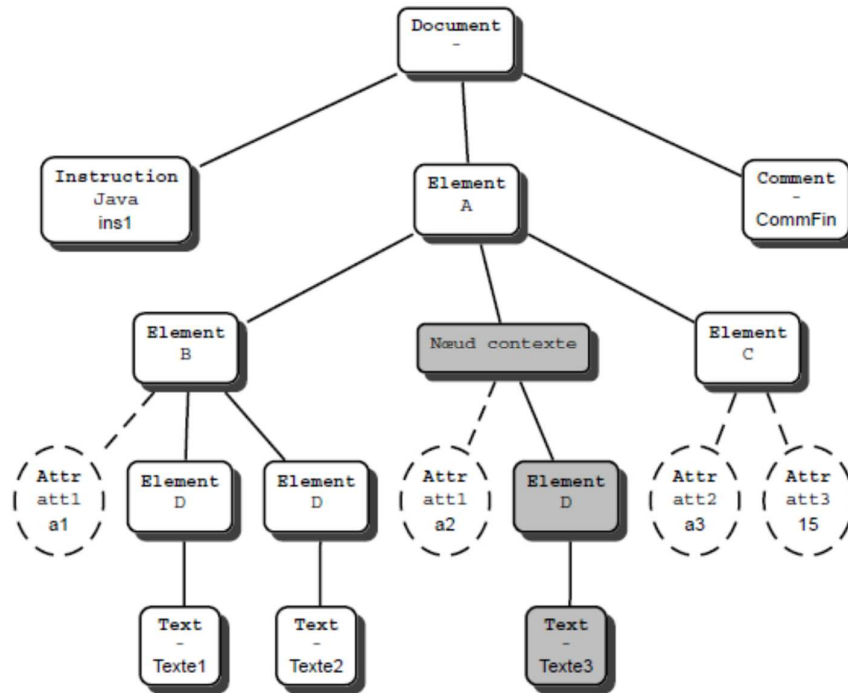 Document
-
Instruction
Java
ins1
Element
A
Comment
-
CommFin
Element
B
Nœud contexte
Element
C
Attr
att1
a1
Element
D
Element
D
Attr
att1
a2
Element
D
Attr
att2
a3
Attr
att3
15
Text
-
Texte1
Text
-
Texte2
Text
-
Texte3